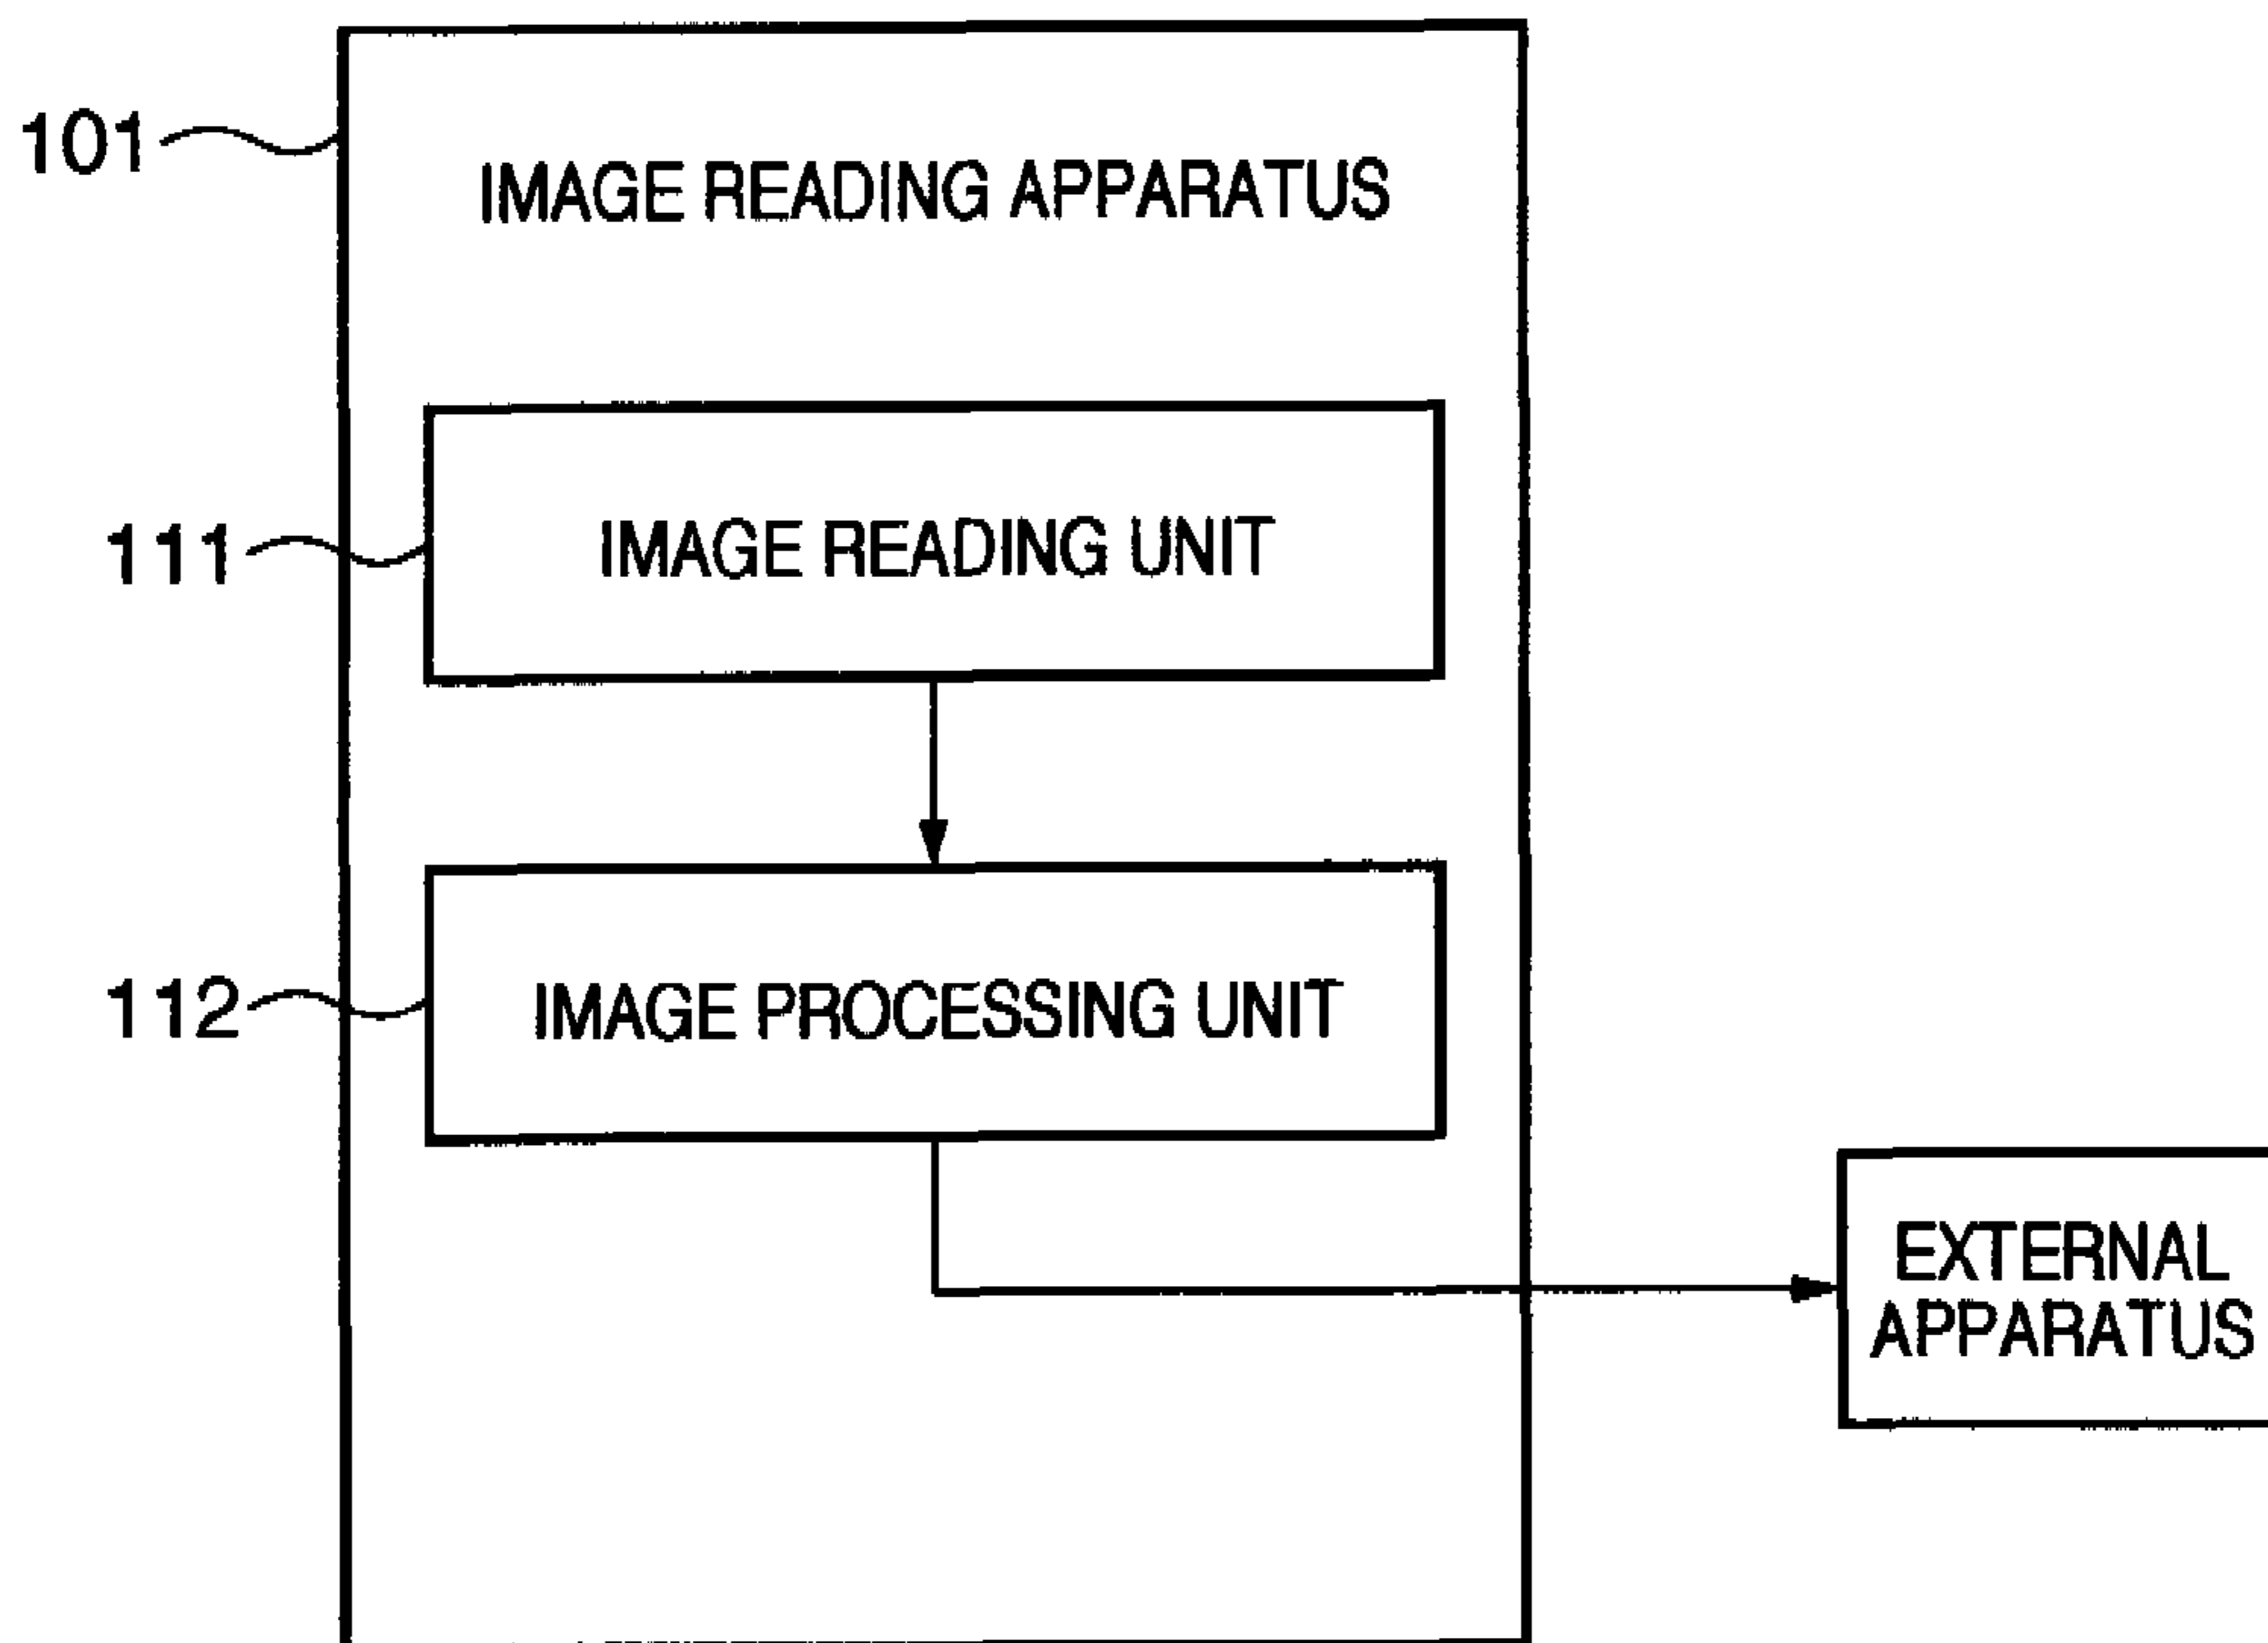 101
IMAGE READING APPARATUS
111
IMAGE READING UNIT
112
IMAGE PROCESSING UNIT
EXTERNAL
APPARATUS